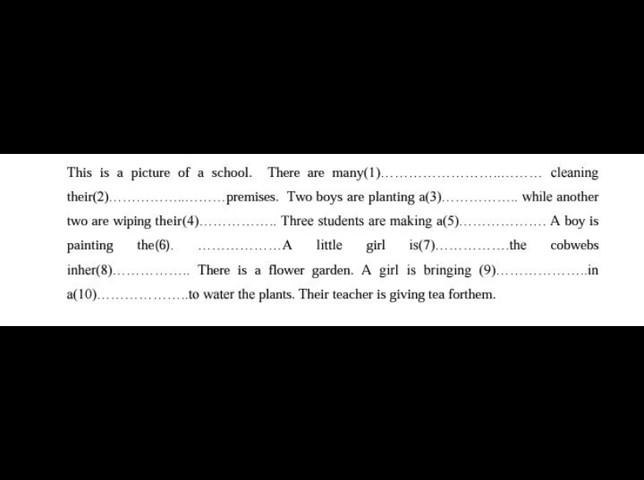 This is a picture of a school. There are many(1)................................... cleaning
their(2)..........................premises. Two boys are planting a(3)................. while another
two are wiping their(4)................. Three students are making a(5)................... A boy is
painting the(6). ...................A little girl is(7)................the cobwebs
inher(8)................. There is a flower garden. A girl is bringing (9)....................in
a(10)....................to water the plants. Their teacher is giving tea forthem.